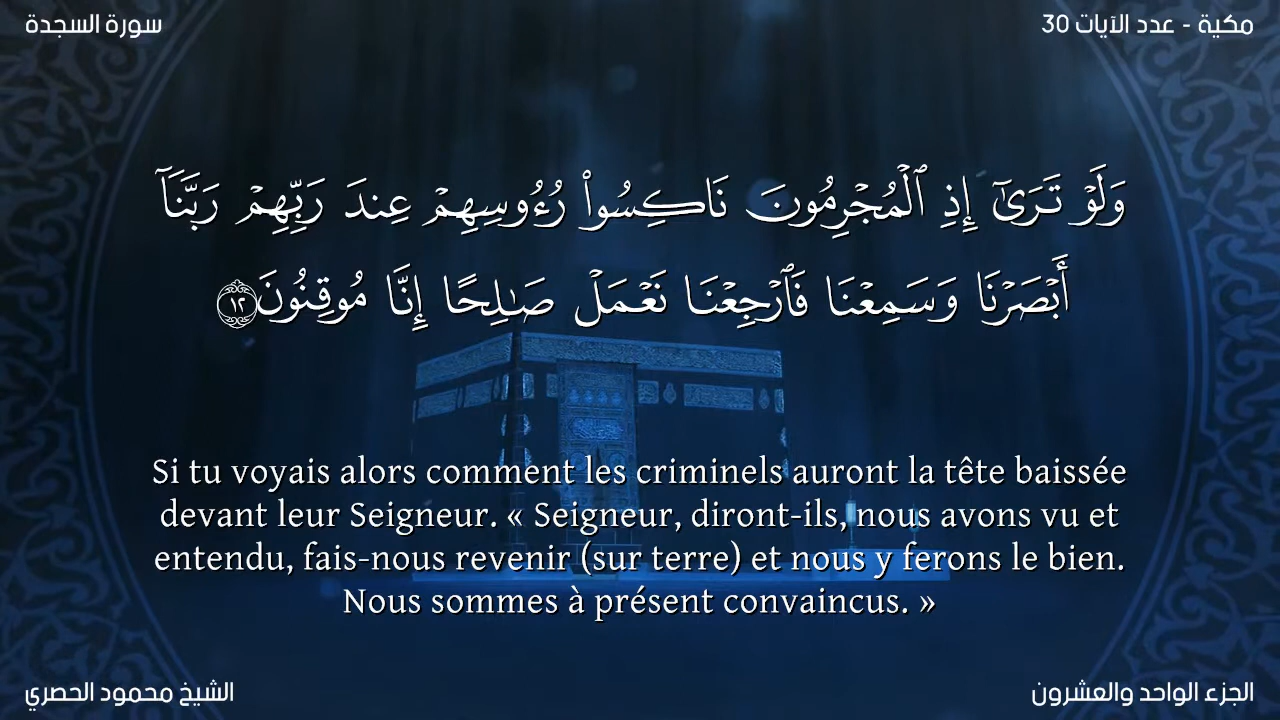 سورة السجدة
مكية - عدد الآيات 30
وَلَوْ تَرَىٰٓ إِذِ ٱلْمُجْرِمُونَ نَاكِسُوا۟ رُءُوسِهِمْ عِندَ رَبِّهِمْ رَبَّنَآ
أَبْصَرْنَا وَسَمِعْنَا فَٱرْجِعْنَا نَعْمَلْ صَـٰلِحًا إِنَّا مُوقِنُونَ ١٢
Si tu voyais alors comment les criminels auront la tête baissée
devant leur Seigneur. « Seigneur, diront-ils, nous avons vu et
entendu, fais-nous revenir (sur terre) et nous y ferons le bien.
Nous sommes à présent convaincus. »
الشيخ محمود الحصري
الجزء الواحد والعشرون